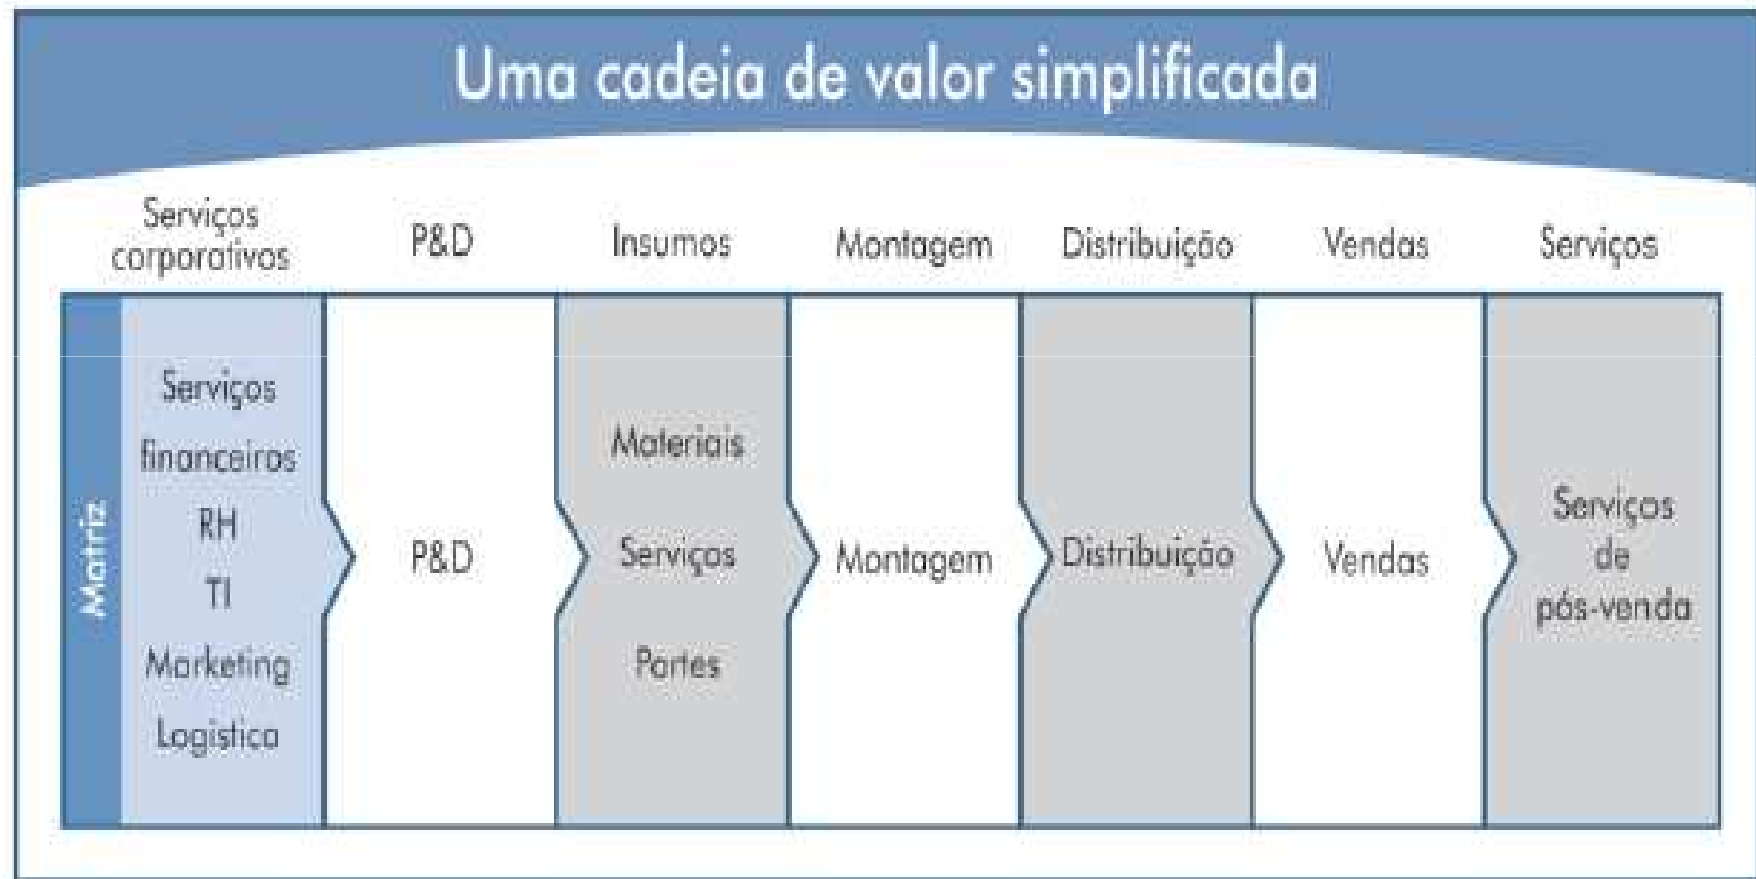 Uma cadeia de valor simplificada
Serviços
corporativos
P&D
Insumos
Montagem
Distribuição
Vendas
Serviços
Matriz
Serviços
financeiros
RH
TI
Marketing
Logística
P&D
Materiais
Serviços
Partes
Montagem
Distribuição
Vendas
Serviços
de
pós-venda